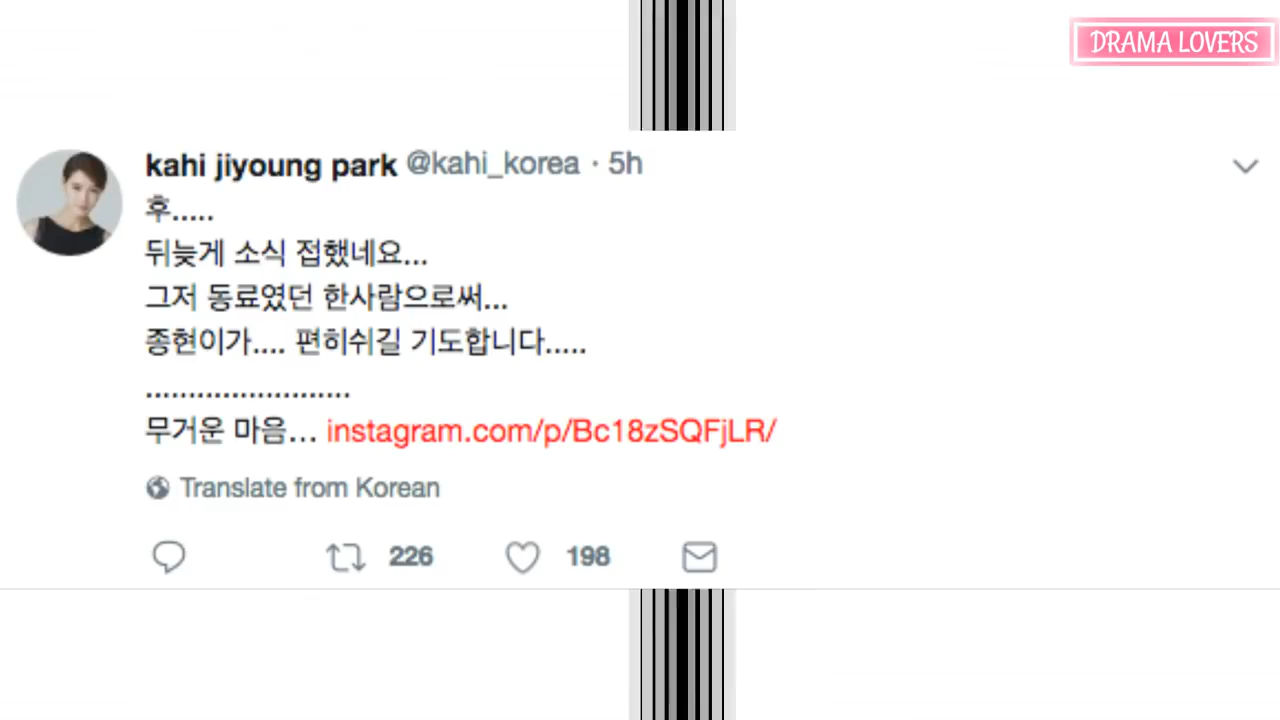 DRAMA LOVERS
kahi jiyoung park @kahi_korea · 5h
후.....
뒤늦게 소식 접했네요...
그저 동료였던 한사람으로써...
종현이가.... 편히쉬길 기도합니다.....
........................
무거운 마음... instagram.com/p/Bc18zSQFjLR/
Translate from Korean
226 198